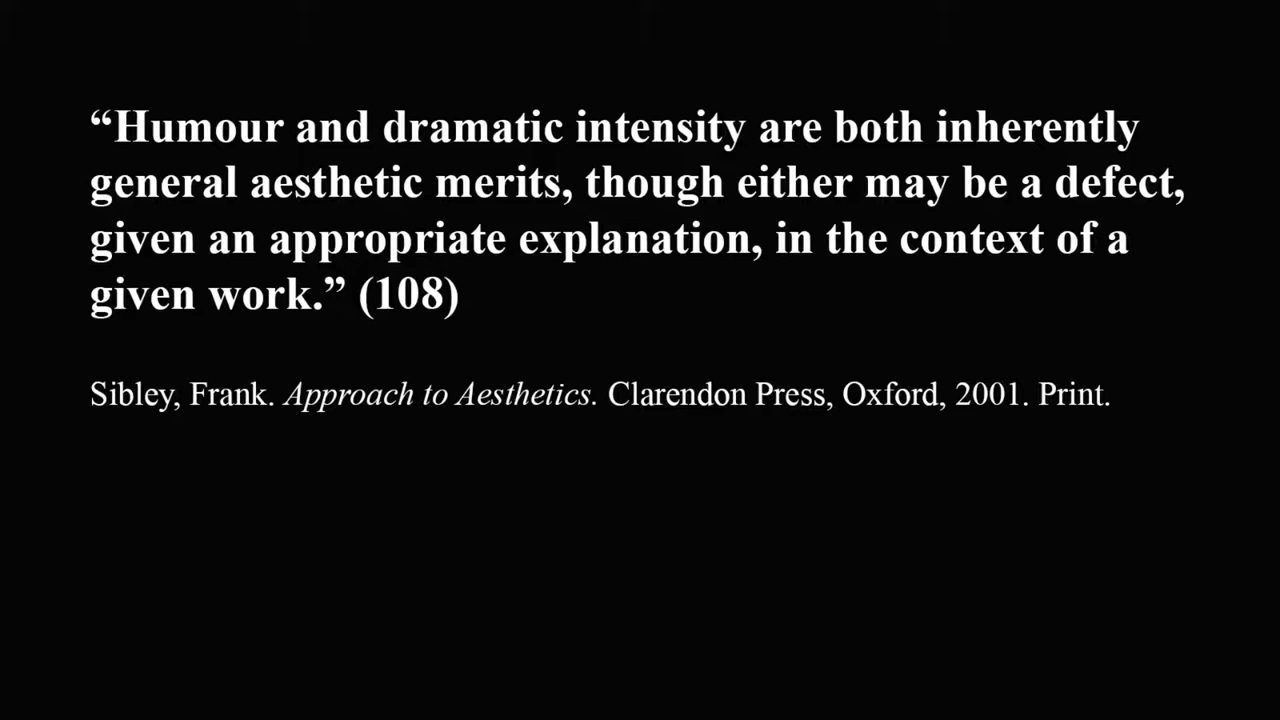 “Humour and dramatic intensity are both inherently
general aesthetic merits, though either may be a defect,
given an appropriate explanation, in the context of a
given work.” (108)
Sibley, Frank. Approach to Aesthetics. Clarendon Press, Oxford, 2001. Print.